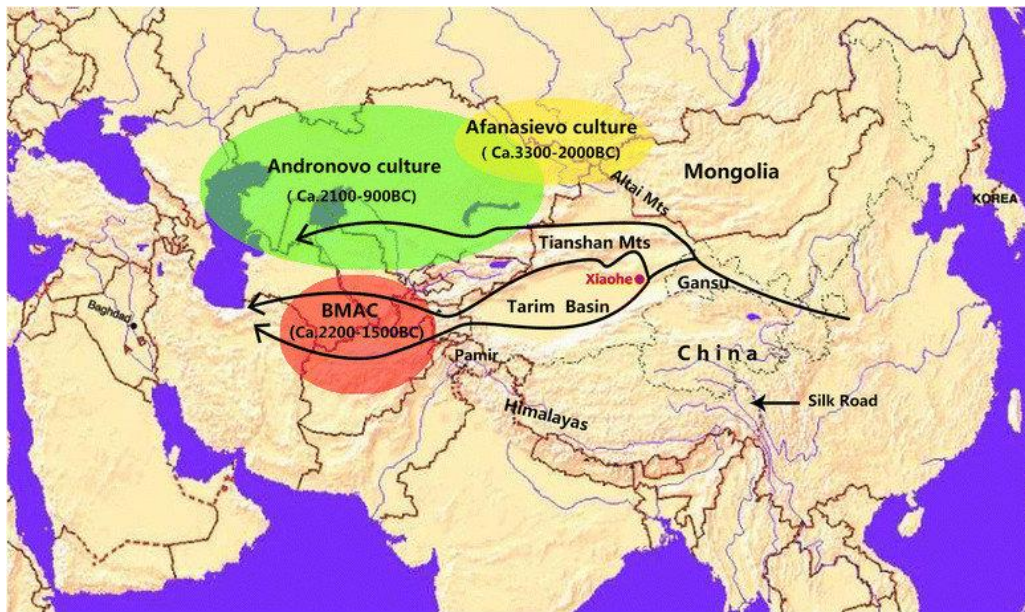 Afanasievo culture
( Ca.3300-2000BC)
Andronovo culture
( Ca.2100-900BC)
Mongolia
Altai Mts
KOREA
Tianshan Mts
Xiaohe
Gansu
Tarim Basin
BMAC
(Ca.2200-1500BC)
Baghdad
Pamir
China
Silk Road
Himalayas